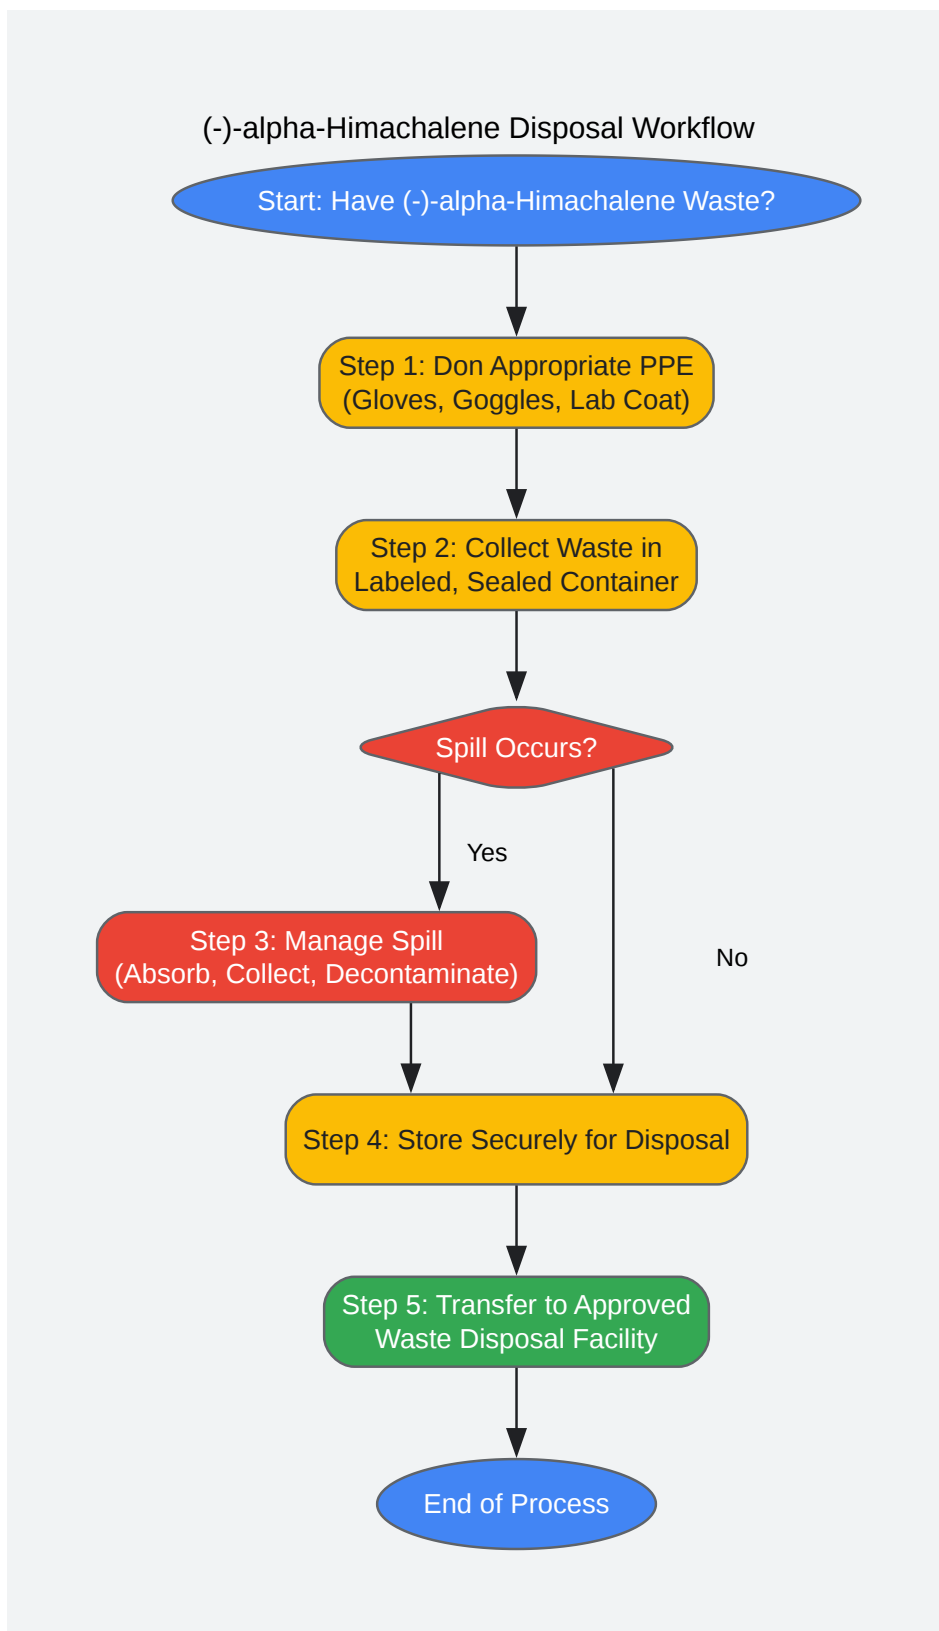 (-)-alpha-Himachalene Disposal Workflow
Start: Have (-)-alpha-Himachalene Waste?
Step 1: Don Appropriate PPE
(Gloves, Goggles, Lab Coat)
Step 2: Collect Waste in
Labeled, Sealed Container
Spill Occurs?
Yes
Step 3: Manage Spill
(Absorb, Collect, Decontaminate)
No
Step 4: Store Securely for Disposal
Step 5: Transfer to Approved
Waste Disposal Facility
End of Process